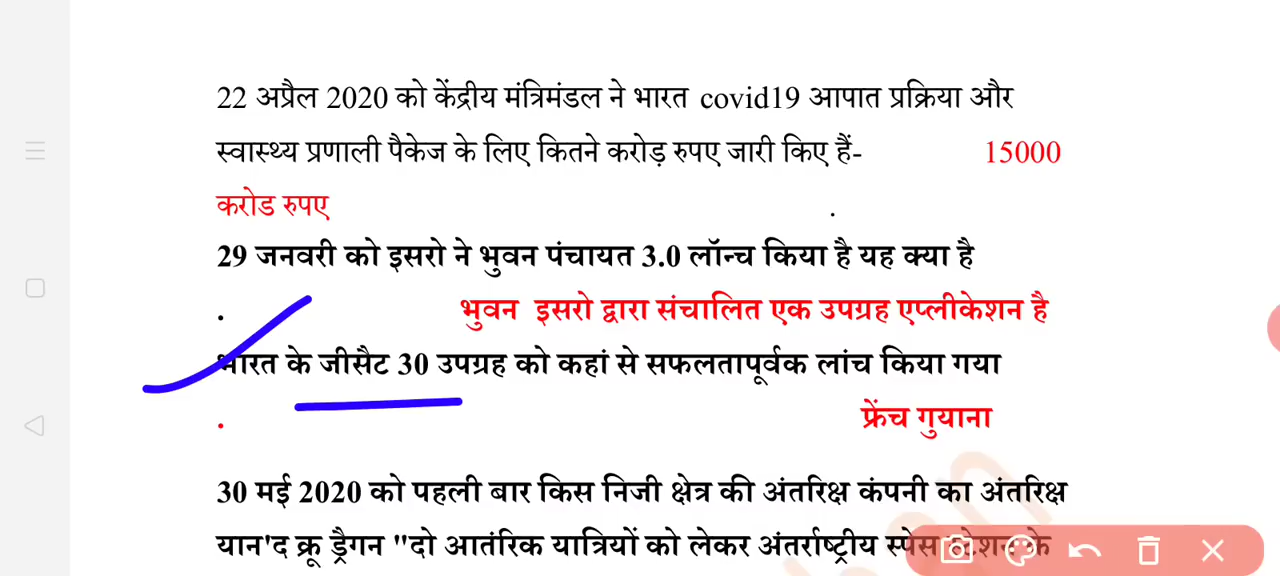 22 अप्रैल 2020 को केंद्रीय मंत्रिमंडल ने भारत covid19 आपात प्रक्रिया और
स्वास्थ्य प्रणाली पैकेज के लिए कितने करोड़ रुपए जारी किए हैं- 15000
करोड रुपए .
29 जनवरी को इसरो ने भुवन पंचायत 3.0 लॉन्च किया है यह क्या है
. भुवन इसरो द्वारा संचालित एक उपग्रह एप्लीकेशन है
भारत के जीसैट 30 उपग्रह को कहां से सफलतापूर्वक लांच किया गया
. फ्रेंच गुयाना
30 मई 2020 को पहली बार किस निजी क्षेत्र की अंतरिक्ष कंपनी का अंतरिक्ष
यान'द क्रू ड्रैगन "दो आतंरिक यात्रियों को लेकर अंतर्राष्ट्रीय स्पेस स्टेशन के